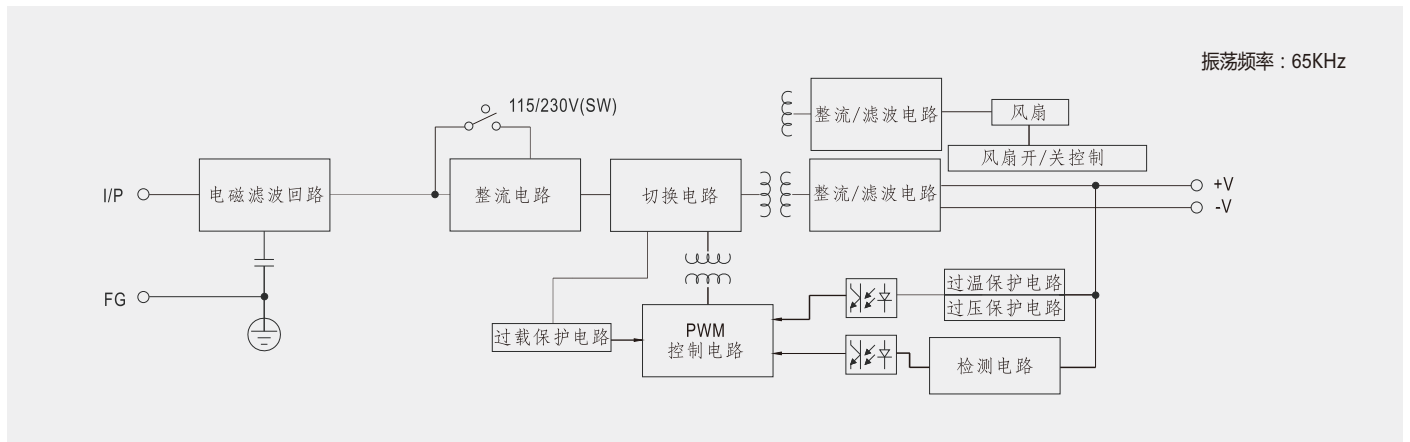 振荡频率：65KHz
115/230V(SW)
整流/滤波电路
风扇
风扇开/关控制
I/P
电磁滤波回路
整流电路
切换电路
整流/滤波电路
+V
-V
FG
过温保护电路
过压保护电路
过载保护电路
PWM
控制电路
检测电路